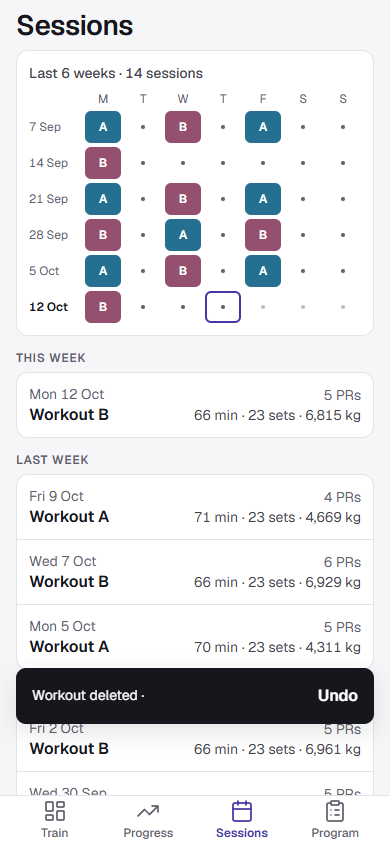 Sessions
Last 6 weeks · 14 sessions
M T W T F S S
7 Sep A B A
14 Sep B
21 Sep A B A
28 Sep B A B
5 Oct A B A
12 Oct B
THIS WEEK
Mon 12 Oct 5 PRs
Workout B 66 min · 23 sets · 6,815 kg
LAST WEEK
Fri 9 Oct 4 PRs
Workout A 71 min · 23 sets · 4,669 kg
Wed 7 Oct 6 PRs
Workout B 66 min · 23 sets · 6,929 kg
Mon 5 Oct 5 PRs
Workout A 70 min · 23 sets · 4,311 kg
Workout deleted · Undo
Fri 2 Oct 5 PRs
Workout B 66 min · 23 sets · 6,961 kg
Wed 30 Sep 5 PRs
Train Progress Sessions Program